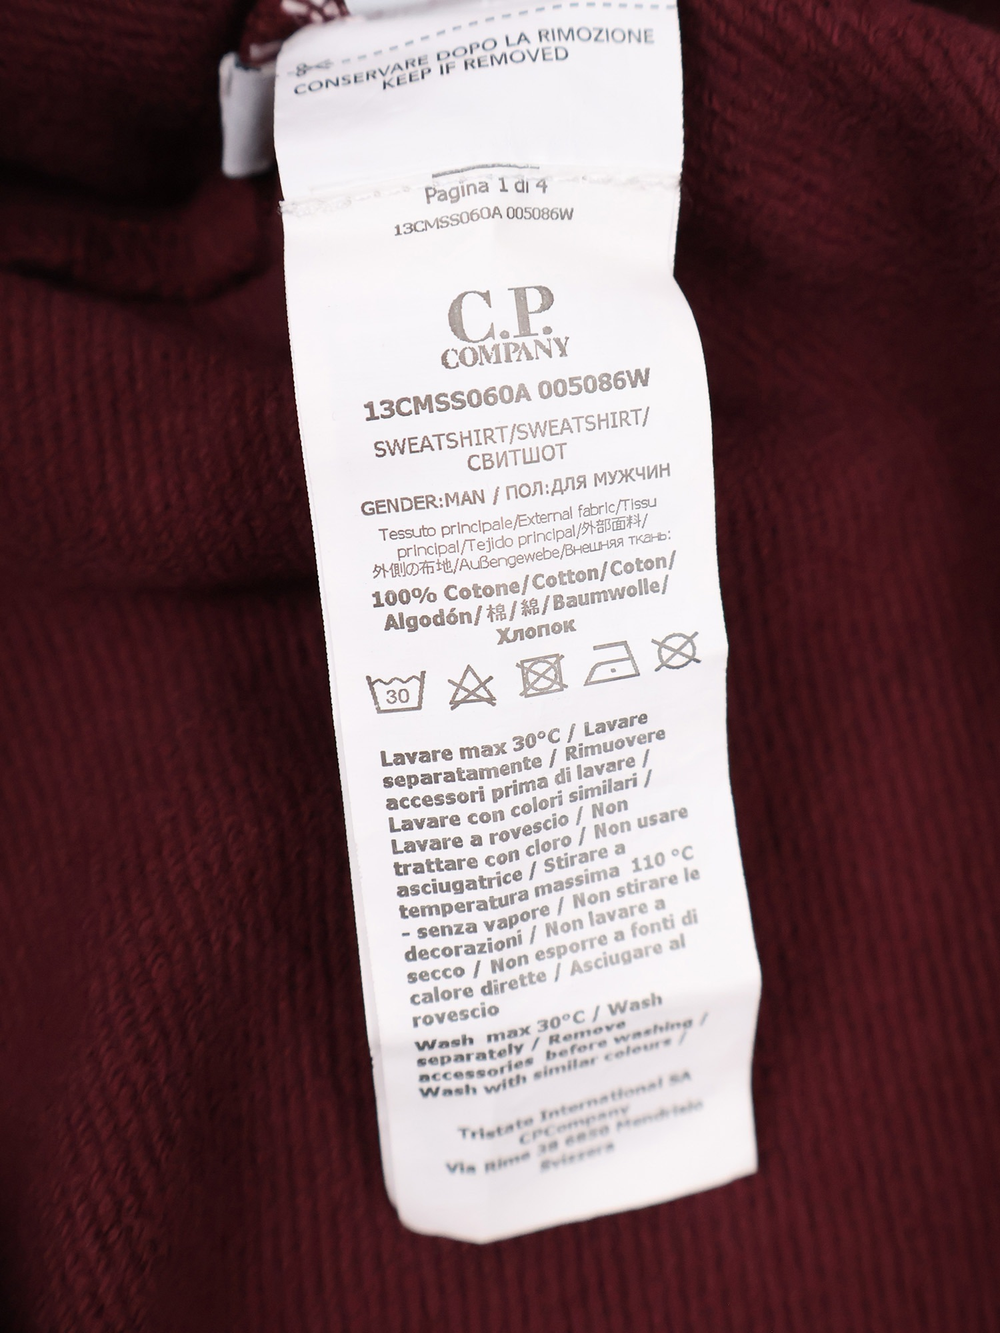 CONSERVARE DOPO LA RIMOZIONE
KEEP IF REMOVED
Pagina 1 di 4
13CMSS060A 005086W
C.P.
COMPANY
13CMSS060A 005086W
SWEATSHIRT/SWEATSHIRT/
СВИТШОТ
GENDER:MAN / ПОЛ:ДЛЯ МУЖЧИН
Tessuto principale/External fabric/Tissu
principal/Tejido principal/外部面料/
外側の布地/Außengewebe/Внешняя ткань:
100% Cotone/Cotton/Coton/
Algodón/棉/綿/Baumwolle/
Хлопок
30
Lavare max 30°C / Lavare
separatamente / Rimuovere
accessori prima di lavare /
Lavare con colori similari /
Lavare a rovescio / Non
trattare con cloro / Non usare
asciugatrice / Stirare a
temperatura massima 110 °C
- senza vapore / Non stirare le
decorazioni / Non lavare a
secco / Non esporre a fonti di
calore dirette / Asciugare al
rovescio
Wash max 30°C / Wash
separately / Remove
accessories before washing /
Wash with similar colours /
Tristate International SA
CPCompany
Via Rime 38 6850 Mendrisio
Svizzera